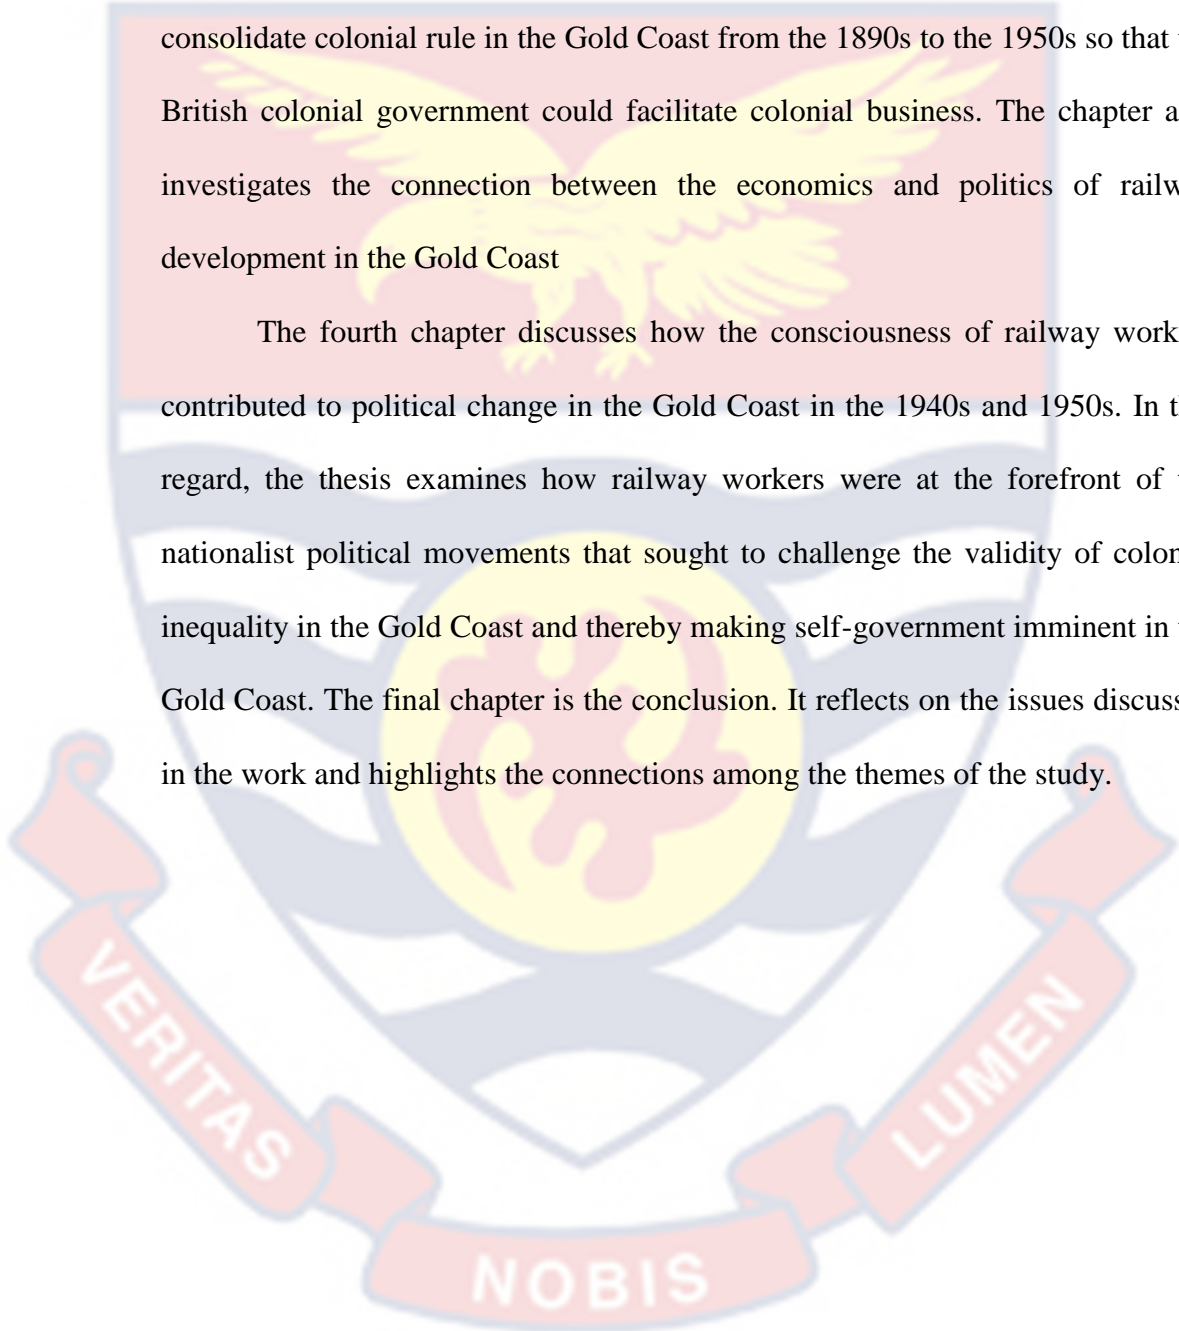 consolidate colonial rule in the Gold Coast from the 1890s to the 1950s so that
British colonial government could facilitate colonial business. The chapter
investigates the connection between the economics and politics of
development in the Gold Coast
The fourth chapter discusses how the consciousness of railway
contributed to political change in the Gold Coast in the 1940s and 1950s. In
regard, the thesis examines how railway workers were at the forefront of
nationalist political movements that sought to challenge the validity of
inequality in the Gold Coast and thereby making self-government imminent in
Gold Coast. The final chapter is the conclusion. It reflects on the issues
in the work and highlights the connections among the themes of the study.
VERITAS
NOBIS
LUMEN